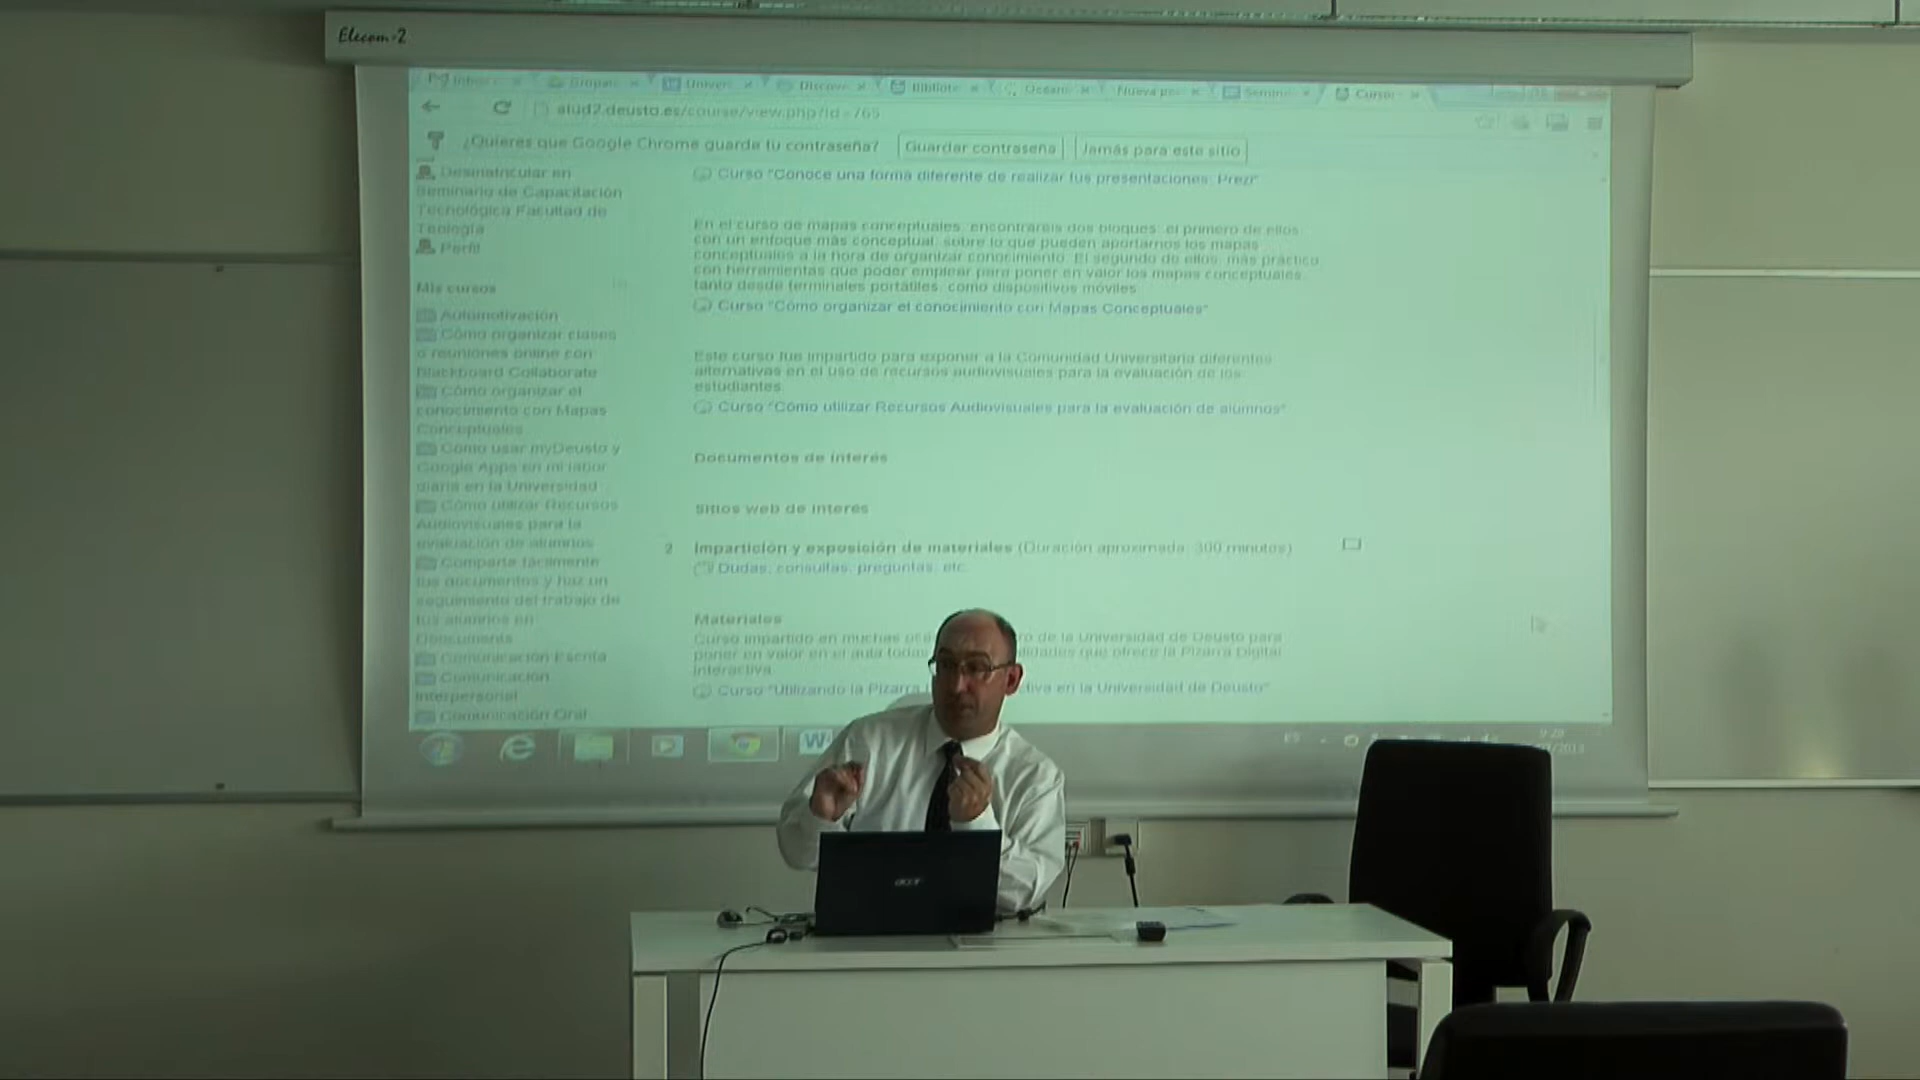 Elecom-2
Univer
Discov
Bibliot
Océan
Nueva pe
Semin
Curso
alud2.deusto.es/course/view.php?id=765
¿Quieres que Google Chrome guarde tu contraseña? Guardar contraseña Jamás para este sitio
Desmatricular en
Seminario de Capacitación
Tecnológica Facultad de
Teología
Perfil
Mis cursos
Automotivación
Cómo organizar clases
o reuniones online con
Blackboard Collaborate
Cómo organizar el
conocimiento con Mapas
Conceptuales
Cómo usar myDeusto y
Google Apps en mi labor
diaria en la Universidad
Cómo utilizar Recursos
Audiovisuales para la
evaluación de alumnos
Comparte fácilmente
tus documentos y haz un
seguimiento del trabajo de
tus alumnos en
Documents
Comunicación Escrita
Comunicación
Interpersonal
Comunicación Oral
Curso "Conoce una forma diferente de realizar tus presentaciones: Prezi"
En el curso de mapas conceptuales, encontraréis dos bloques: el primero de ellos
con un enfoque más conceptual, sobre lo que pueden aportarnos los mapas
conceptuales a la hora de organizar conocimiento. El segundo de ellos, más práctico
con herramientas que poder emplear para poner en valor los mapas conceptuales,
tanto desde terminales portátiles, como dispositivos móviles
Curso "Cómo organizar el conocimiento con Mapas Conceptuales"
Este curso fue impartido para exponer a la Comunidad Universitaria diferentes
alternativas en el uso de recursos audiovisuales para la evaluación de los
estudiantes
Curso "Cómo utilizar Recursos Audiovisuales para la evaluación de alumnos"
Documentos de interés
Sitios web de interés
2 Impartición y exposición de materiales (Duración aproximada: 300 minutos)
Dudas, consultas, preguntas, etc.
Materiales
Curso impartido en muchas de la Universidad de Deusto para
poner en valor en el aula todas que ofrece la Pizarra Digital
Interactiva
Curso "Utilizando la Pizarra en la Universidad de Deusto"
W
ES
9:28
acer